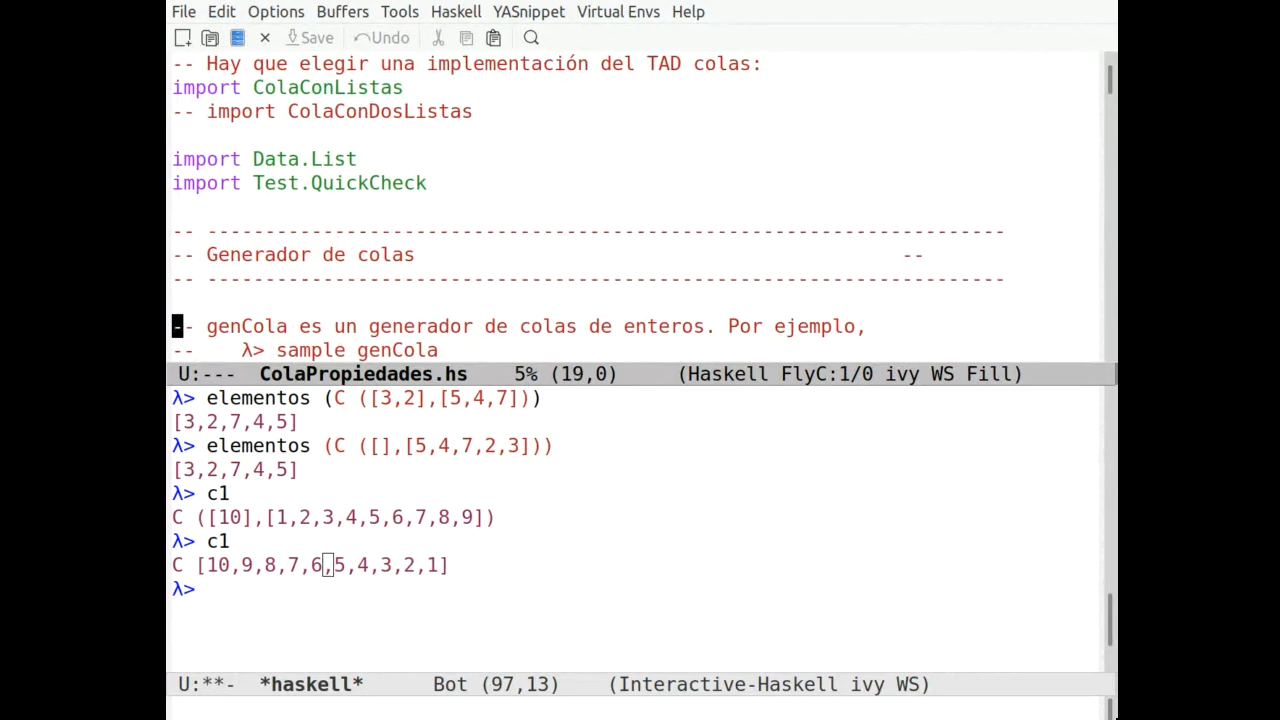 File Edit Options Buffers Tools Haskell YASnippet Virtual Envs Help
Save Undo
-- Hay que elegir una implementación del TAD colas:
import ColaConListas
-- import ColaConDosListas
import Data.List
import Test.QuickCheck
-- ---------------------------------------------------------------------
-- Generador de colas                                          --
-- ---------------------------------------------------------------------
-- genCola es un generador de colas de enteros. Por ejemplo,
--    λ> sample genCola
U:--- ColaPropiedades.hs 5% (19,0) (Haskell FlyC:1/0 ivy WS Fill)
λ> elementos (C ([3,2],[5,4,7]))
[3,2,7,4,5]
λ> elementos (C ([],[5,4,7,2,3]))
[3,2,7,4,5]
λ> c1
C ([10],[1,2,3,4,5,6,7,8,9])
λ> c1
C [10,9,8,7,6,5,4,3,2,1]
λ>
U:**- *haskell* Bot (97,13) (Interactive-Haskell ivy WS)